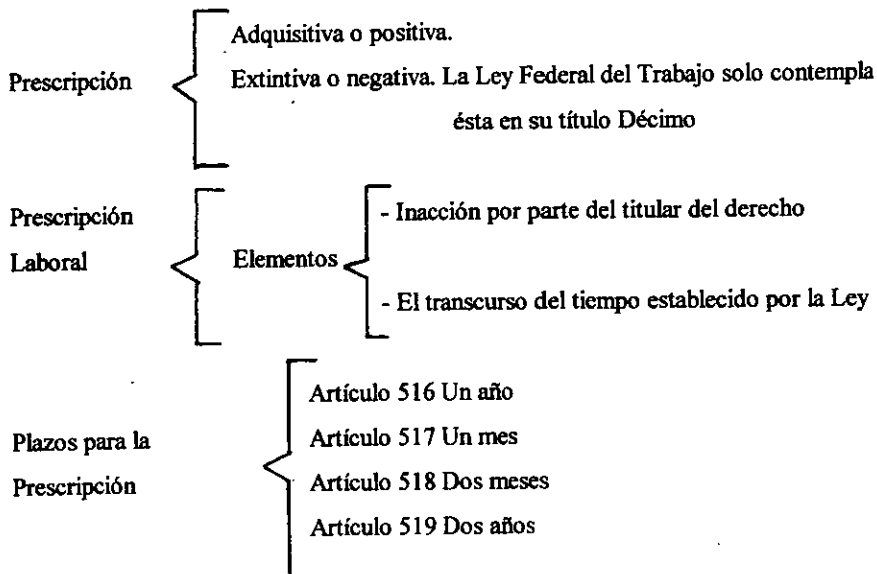 Adquisitiva o positiva.
Prescripción
Extintiva o negativa. La Ley Federal del Trabajo solo contempla
ésta en su título Décimo
Prescripción
Laboral
Elementos
- Inacción por parte del titular del derecho
- El transcurso del tiempo establecido por la Ley
Plazos para la
Prescripción
Artículo 516 Un año
Artículo 517 Un mes
Artículo 518 Dos meses
Artículo 519 Dos años